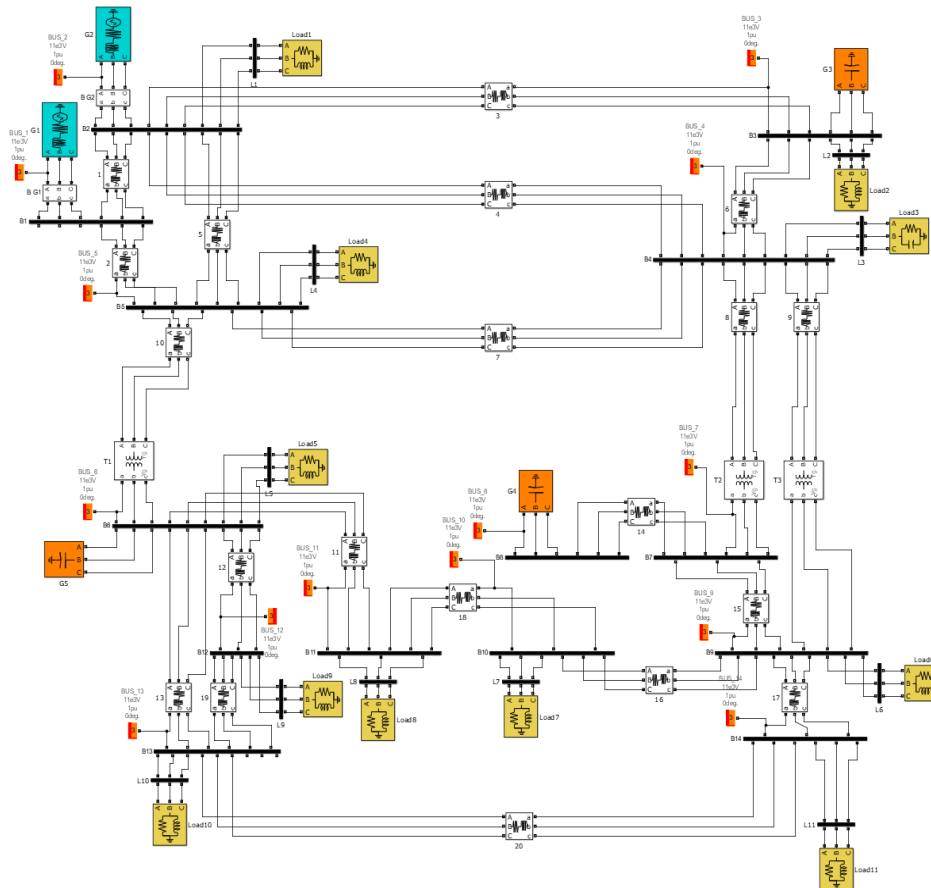 BUS_2
11e3V
1pu
0deg.
G2
A B C
B G2
Load1
A
B
C
L1
BUS_3
11e3V
1pu
0deg.
G3
A B C
B3
L2
Load2
BUS_1
11e3V
1pu
0deg.
G1
A B C
B G1
B2
1
B1
3
4
5
BUS_4
11e3V
1pu
0deg.
6
Load3
A
B
C
L3
B4
BUS_5
11e3V
1pu
0deg.
2
B5
Load4
A
B
C
L4
7
8
9
10
T1
BUS_6
11e3V
1pu
0deg.
B6
G5
A
B
C
Load5
A
B
C
L5
BUS_7
11e3V
1pu
0deg.
T2
T3
G4
A B C
BUS_8
11e3V
1pu
0deg.
B8
14
B7
BUS_10
11e3V
1pu
0deg.
BUS_11
11e3V
1pu
0deg.
11
12
BUS_12
11e3V
1pu
0deg.
B12
B11
18
B10
BUS_9
11e3V
1pu
0deg.
15
B9
16
BUS_14
11e3V
1pu
0deg.
17
B14
L6
A
B
C
BUS_13
11e3V
1pu
0deg.
13
19
B13
Load9
A
B
C
L9
L8
Load8
L7
Load7
L10
Load10
20
L11
Load11